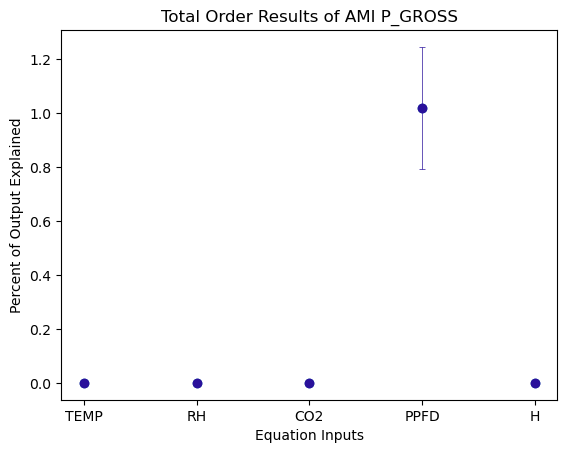 Total Order Results of AMI P_GROSS
Percent of Output Explained
1.2
1.0
0.8
0.6
0.4
0.2
0.0
TEMP RH CO2 PPFD H
Equation Inputs